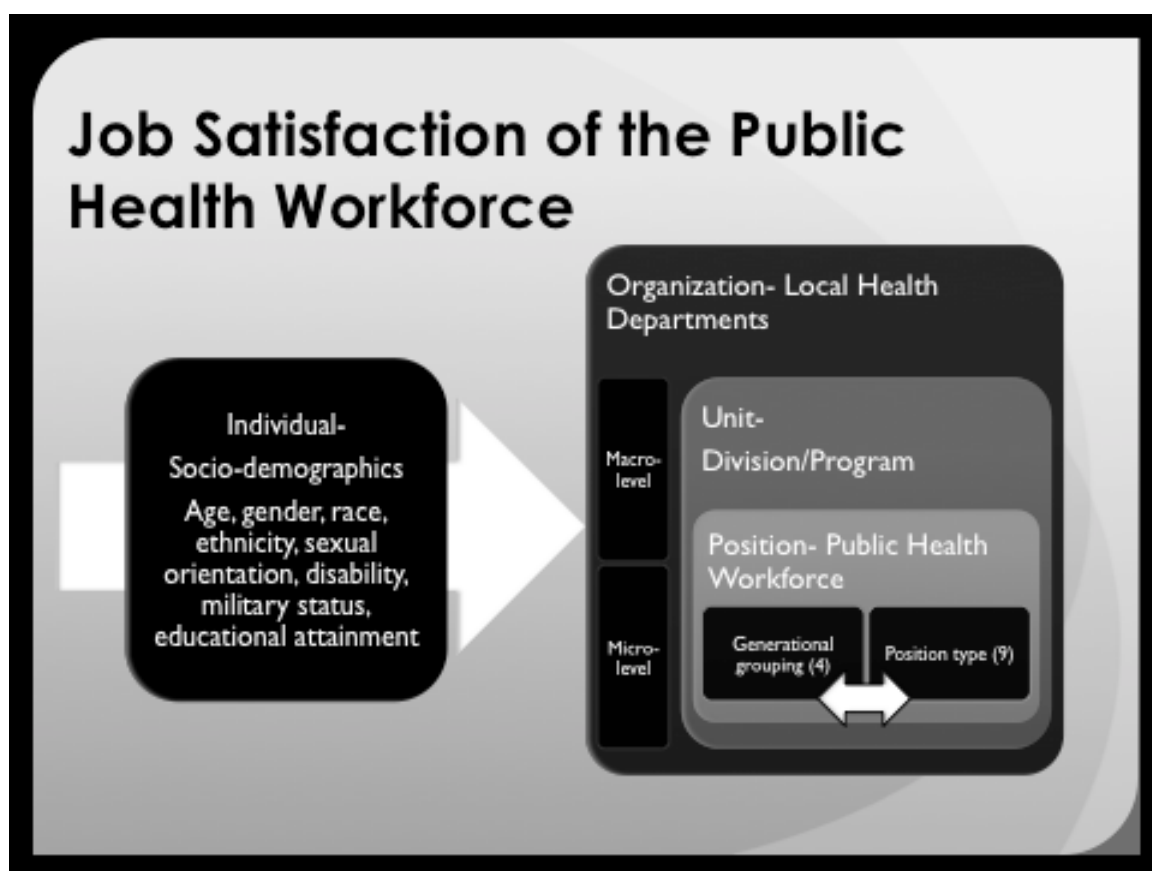 Job Satisfaction of the Public
Health Workforce
Individual-
Socio-demographics
Age, gender, race,
ethnicity, sexual
orientation, disability,
military status,
educational attainment
Organization- Local Health
Departments
Macro-
level
Micro-
level
Unit-
Division/Program
Position- Public Health
Workforce
Generational
grouping (4)
Position type (9)